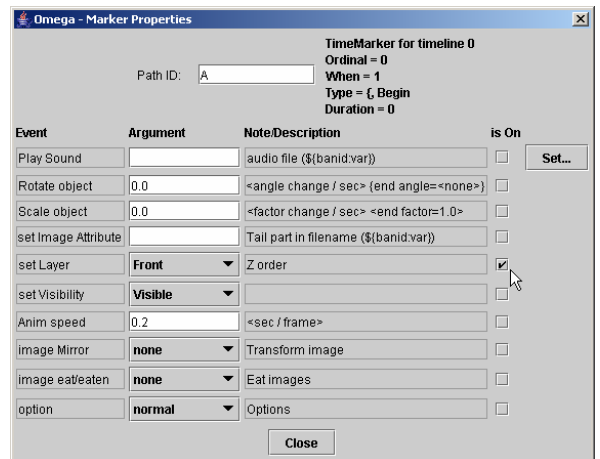 Omega - Marker Properties
TimeMarker for timeline 0
Ordinal = 0
Path ID: A When = 1
Type = {, Begin
Duration = 0
Event Argument Note/Description is On
Play Sound audio file (${banid:var}) Set...
Rotate object 0.0 <angle change / sec> {end angle=<none>}
Scale object 0.0 <factor change / sec> <end factor=1.0>
set Image Attribute Tail part in filename (${banid:var})
set Layer Front Z order
set Visibility Visible
Anim speed 0.2 <sec / frame>
image Mirror none Transform image
image eat/eaten none Eat images
option normal Options
Close